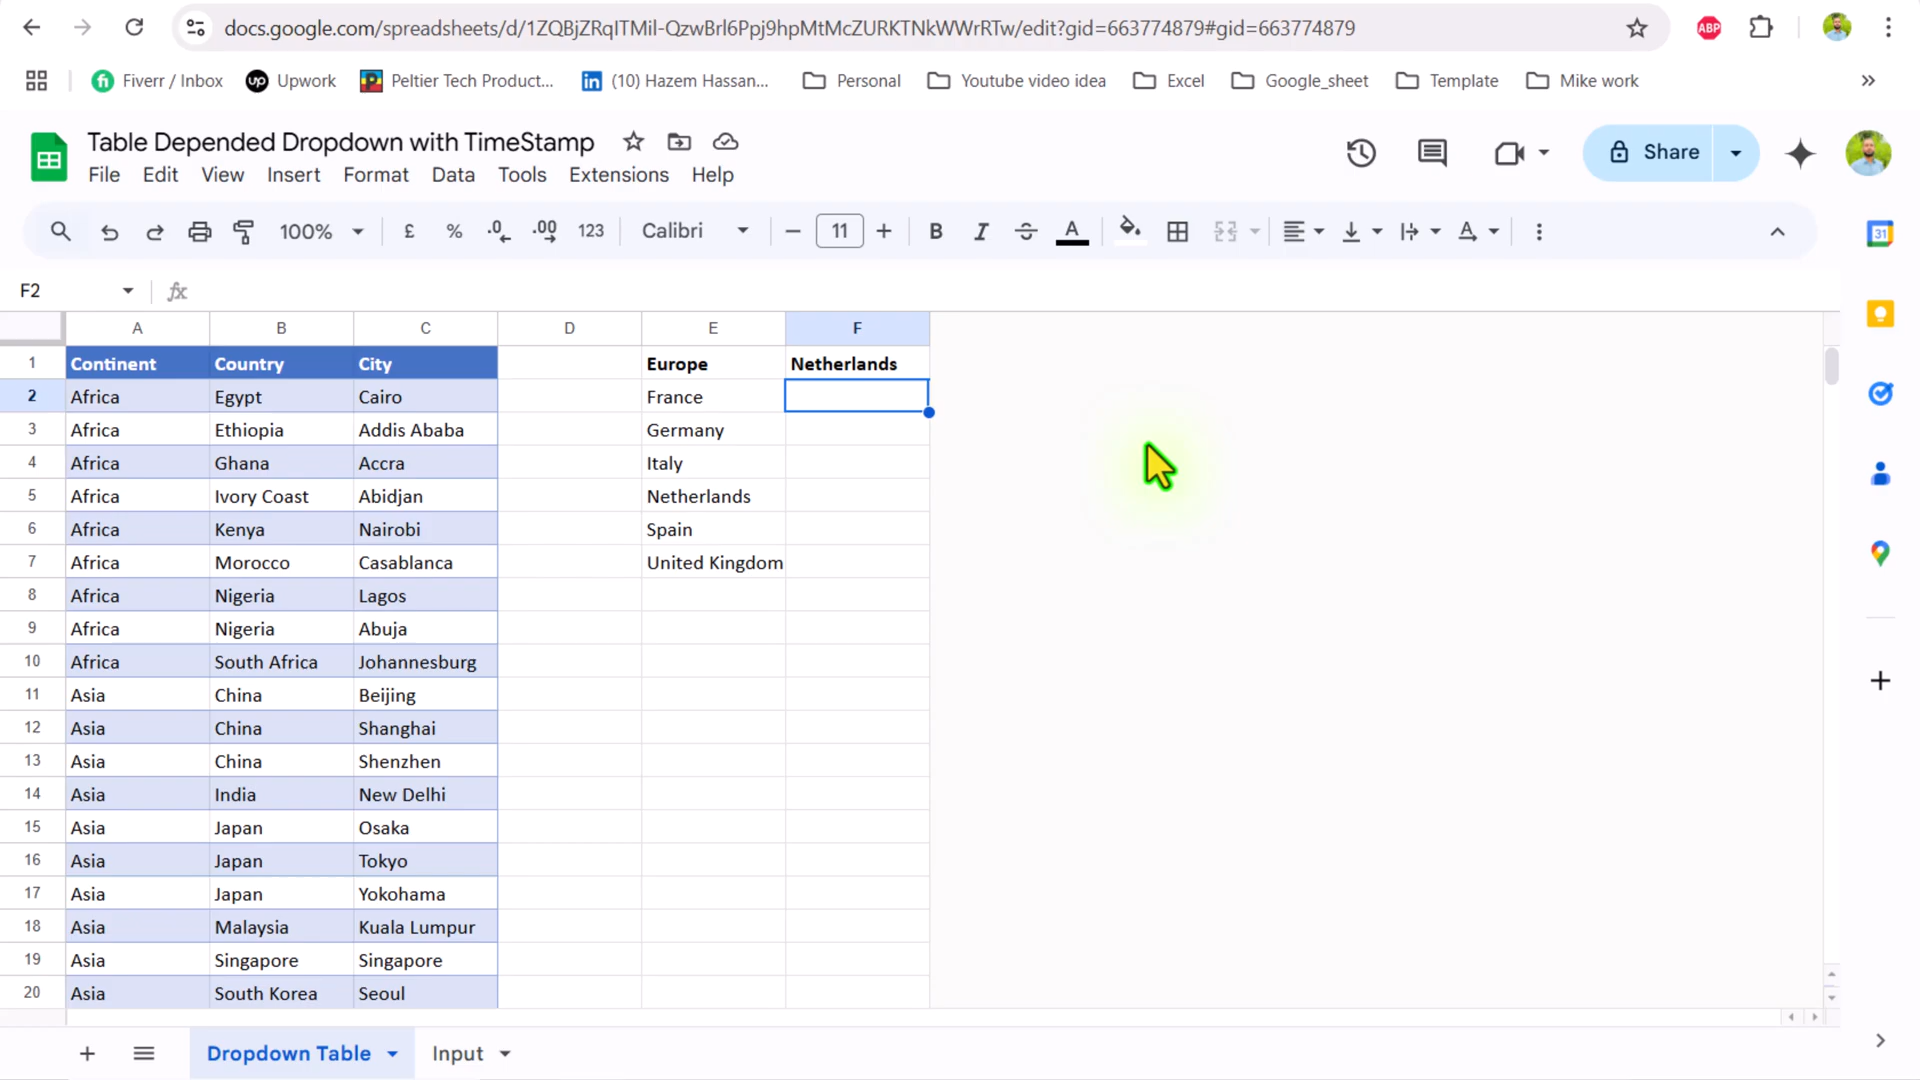 docs.google.com/spreadsheets/d/1ZQBjZRqITMil-QzwBrl6Ppj9hpMtMcZURKTNkWWrRTw/edit?gid=663774879#gid=663774879
ABP
Fiverr / Inbox
up Upwork
Peltier Tech Product...
in (10) Hazem Hassan...
Personal
Youtube video idea
Excel
Google_sheet
Template
Mike work
Table Depended Dropdown with TimeStamp
Share
File Edit View Insert Format Data Tools Extensions Help
100% £ % .0 .00 123 Calibri 11 B I A
31
F2 fx
A B C D E F
1 Continent Country City Europe Netherlands
2 Africa Egypt Cairo France
3 Africa Ethiopia Addis Ababa Germany
4 Africa Ghana Accra Italy
5 Africa Ivory Coast Abidjan Netherlands
6 Africa Kenya Nairobi Spain
7 Africa Morocco Casablanca United Kingdom
8 Africa Nigeria Lagos
9 Africa Nigeria Abuja
10 Africa South Africa Johannesburg
11 Asia China Beijing
12 Asia China Shanghai
13 Asia China Shenzhen
14 Asia India New Delhi
15 Asia Japan Osaka
16 Asia Japan Tokyo
17 Asia Japan Yokohama
18 Asia Malaysia Kuala Lumpur
19 Asia Singapore Singapore
20 Asia South Korea Seoul
Dropdown Table Input